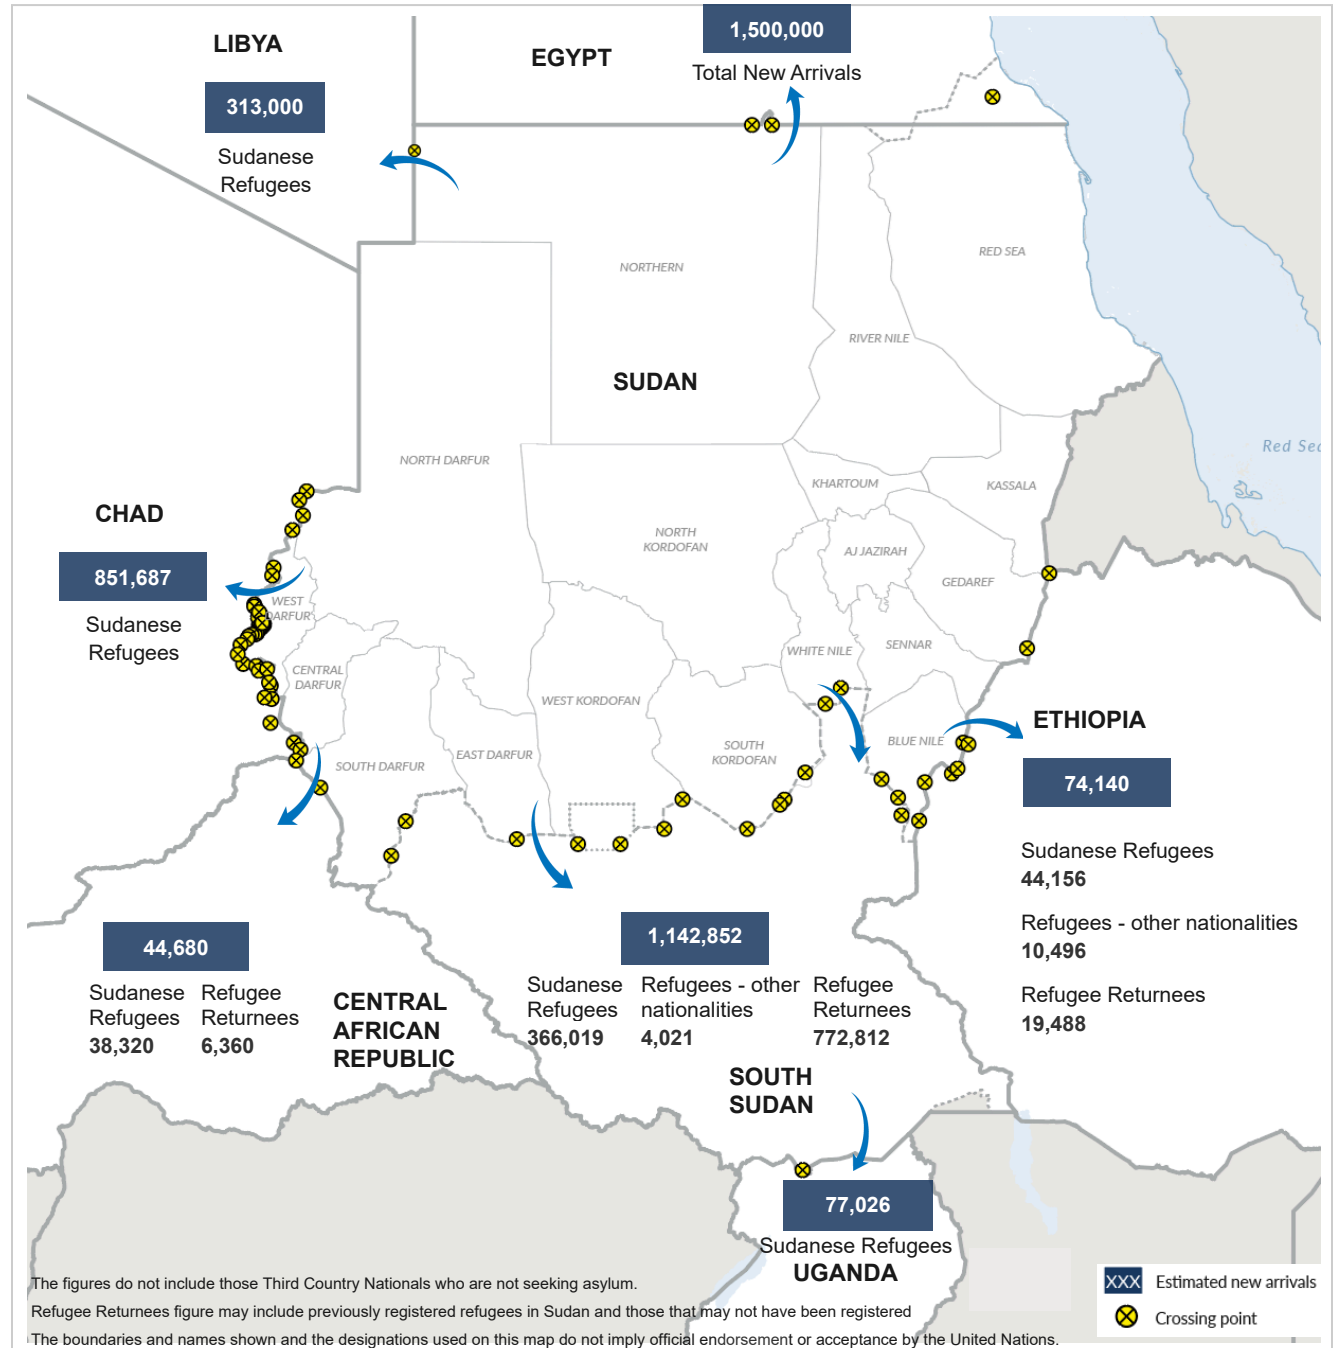 LIBYA
313,000
Sudanese
Refugees
EGYPT
1,500,000
Total New Arrivals
NORTHERN
RED SEA
RIVER NILE
SUDAN
NORTH DARFUR
KHARTOUM
KASSALA
Red Sea
NORTH
KORDOFAN
AJ JAZIRAH
GEDAREF
CHAD
851,687
Sudanese
Refugees
WEST
DARFUR
CENTRAL
DARFUR
WHITE NILE
SENNAR
WEST KORDOFAN
SOUTH
KORDOFAN
BLUE NILE
EAST DARFUR
SOUTH DARFUR
ETHIOPIA
74,140
Sudanese Refugees
44,156
Refugees - other nationalities
10,496
Refugee Returnees
19,488
44,680
Sudanese Refugees
38,320
Refugee Returnees
6,360
CENTRAL
AFRICAN
REPUBLIC
1,142,852
Sudanese Refugees
366,019
Refugees - other nationalities
4,021
Refugee Returnees
772,812
SOUTH
SUDAN
77,026
Sudanese Refugees
UGANDA
The figures do not include those Third Country Nationals who are not seeking asylum.
Refugee Returnees figure may include previously registered refugees in Sudan and those that may not have been registered
The boundaries and names shown and the designations used on this map do not imply official endorsement or acceptance by the United Nations.
XXX Estimated new arrivals
Crossing point